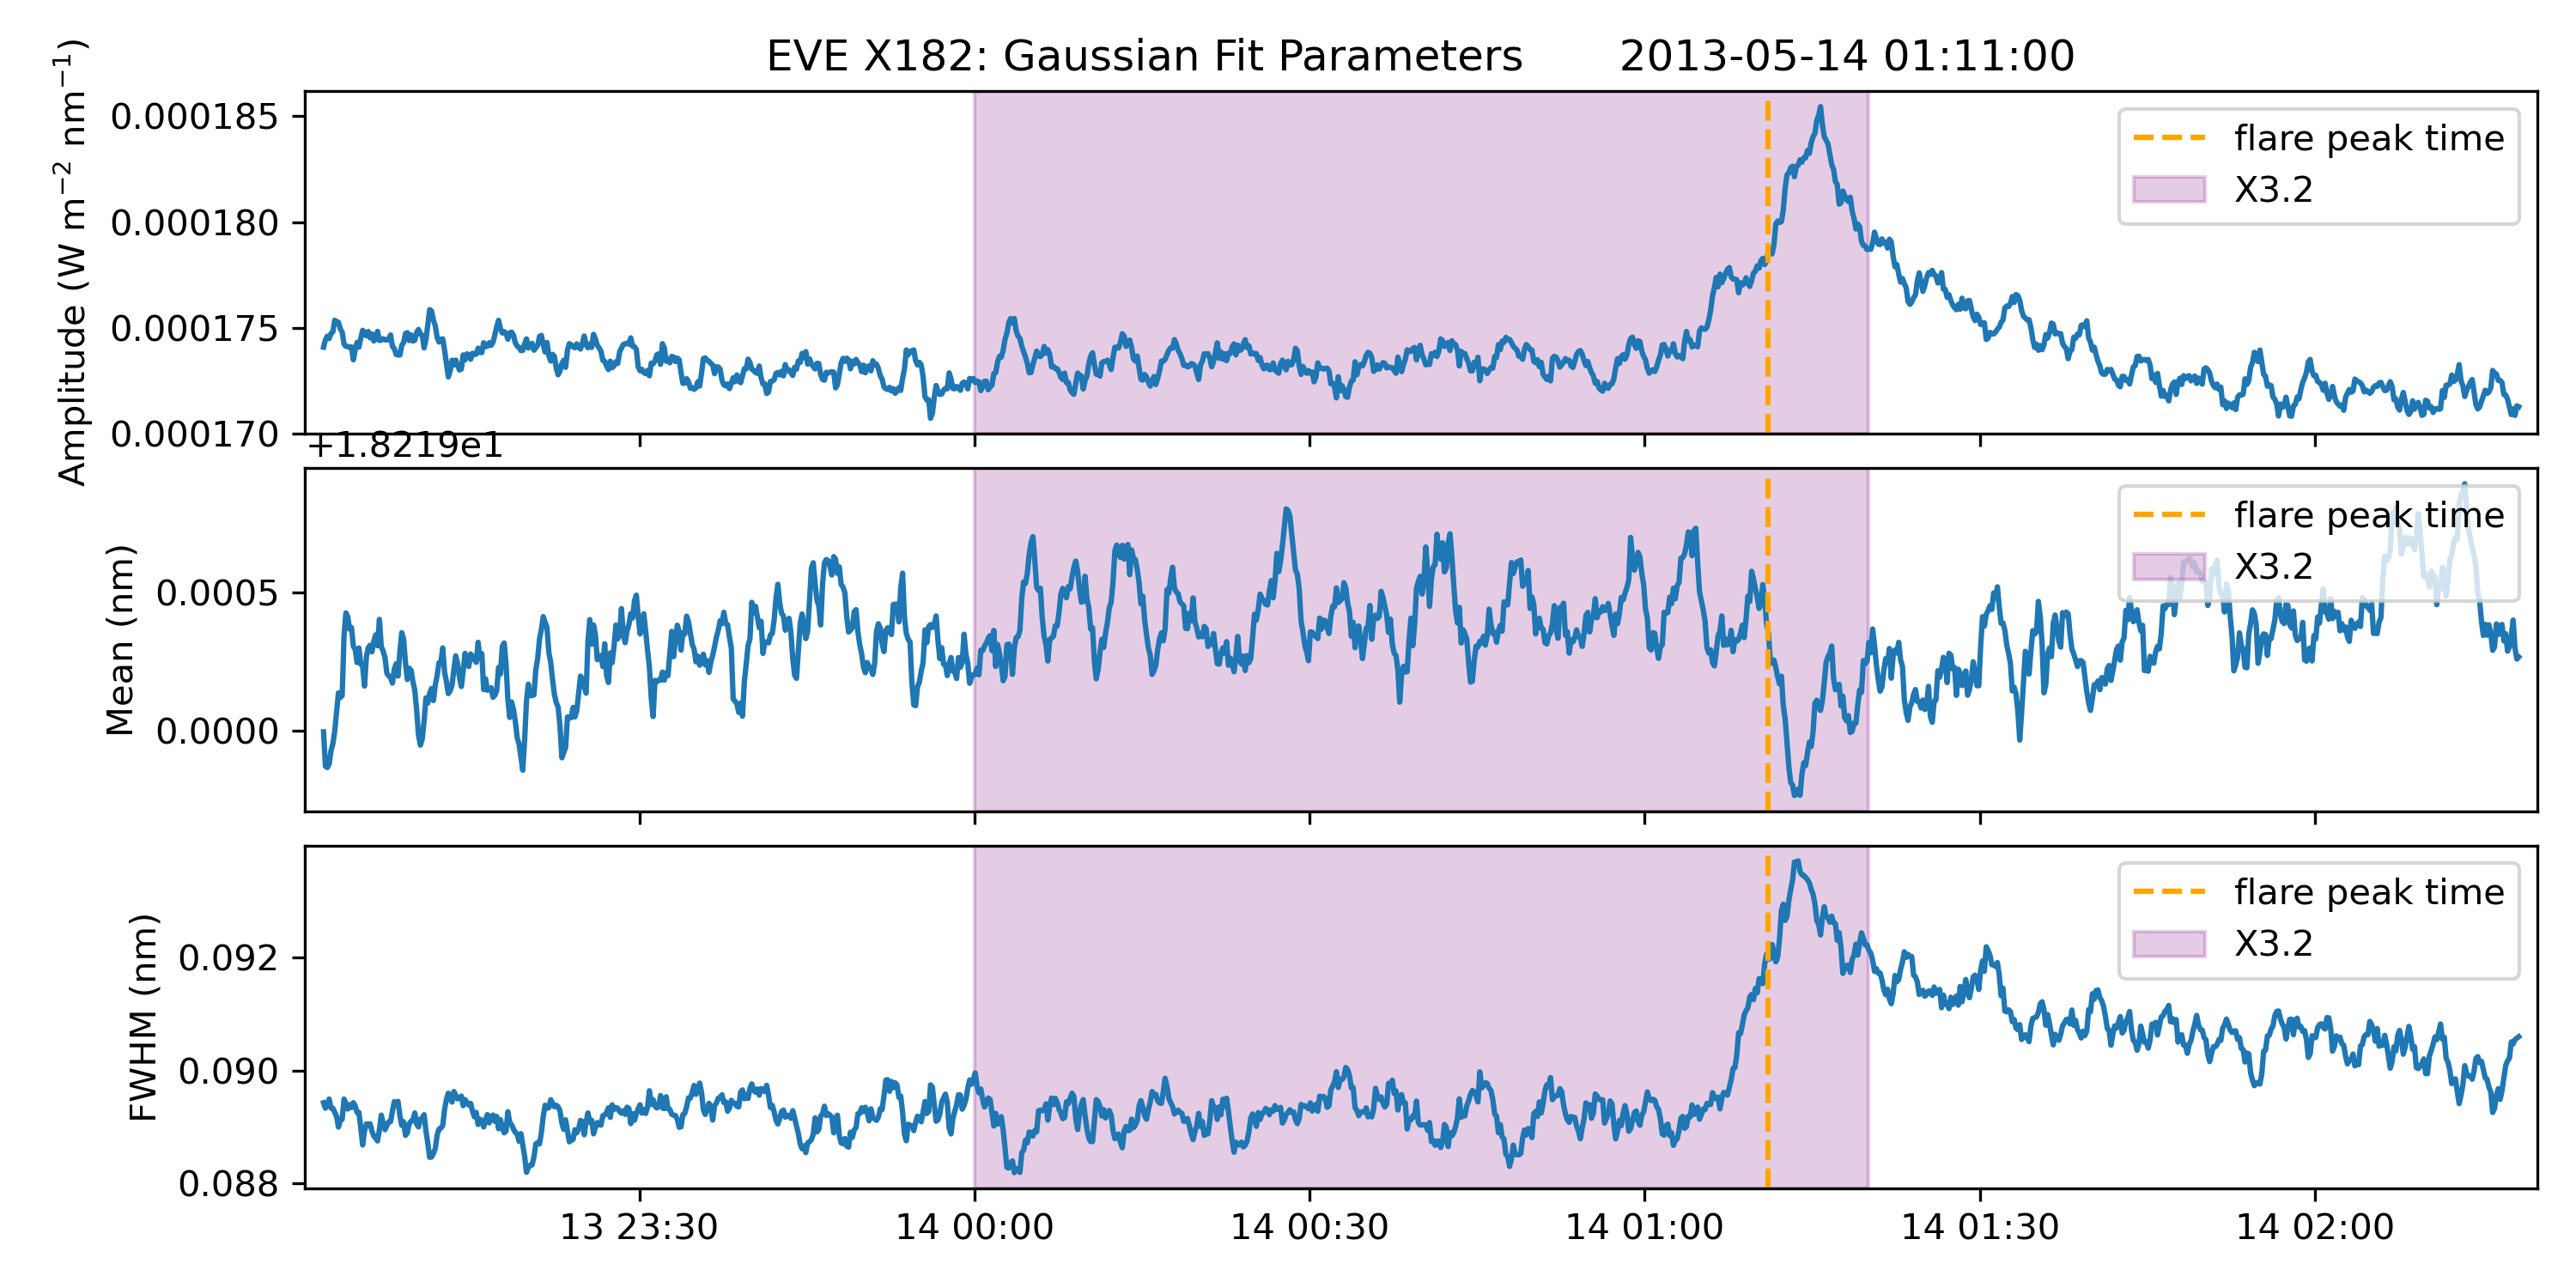 EVE X182: Gaussian Fit Parameters 2013-05-14 01:11:00
Amplitude (W m⁻² nm⁻¹)
0.000185
0.000180
0.000175
0.000170
flare peak time
X3.2
+1.8219e1
Mean (nm)
0.0005
0.0000
flare peak time
X3.2
FWHM (nm)
0.092
0.090
0.088
flare peak time
X3.2
13 23:30 14 00:00 14 00:30 14 01:00 14 01:30 14 02:00